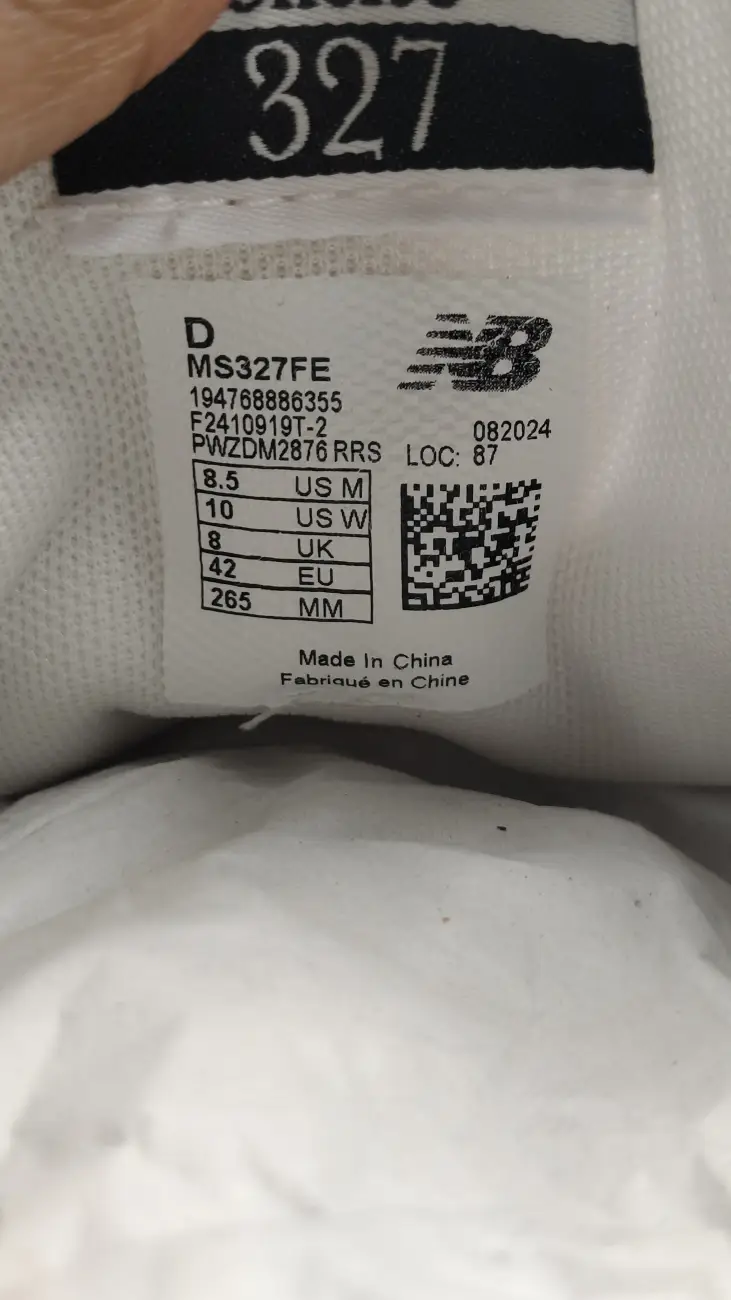 327
D
NB
MS327FE
194768886355
F2410919T-2
082024
PWZDM2876 RRS
LOC: 87
8.5 US M
10 US W
8 UK
42 EU
265 MM
Made In China
Fabriqué en Chine